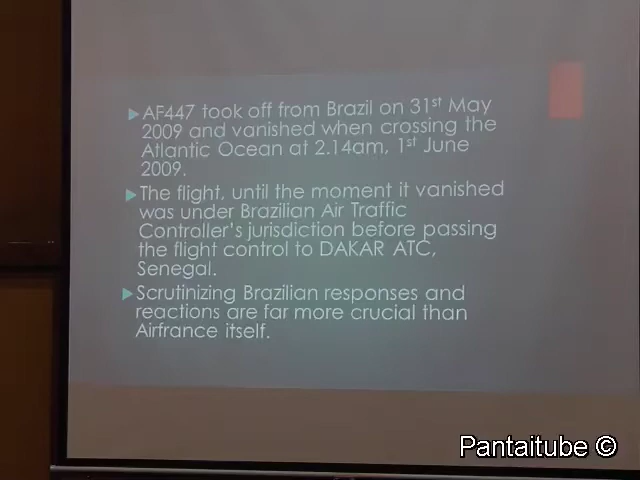 AF447 took off from Brazil on 31st May
2009 and vanished when crossing the
Atlantic Ocean at 2.14am, 1st June
2009.
The flight, until the moment it vanished
was under Brazilian Air Traffic
Controller's jurisdiction before passing
the flight control to DAKAR ATC,
Senegal.
Scrutinizing Brazilian responses and
reactions are far more crucial than
Airfrance itself.
Pantaitube ©